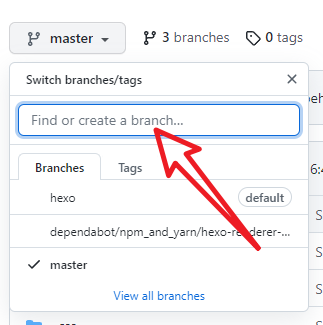 master
3 branches
0 tags
Switch branches/tags
Find or create a branch...
Branches
Tags
hexo
default
dependabot/npm_and_yarn/hexo-renderer-...
master
View all branches